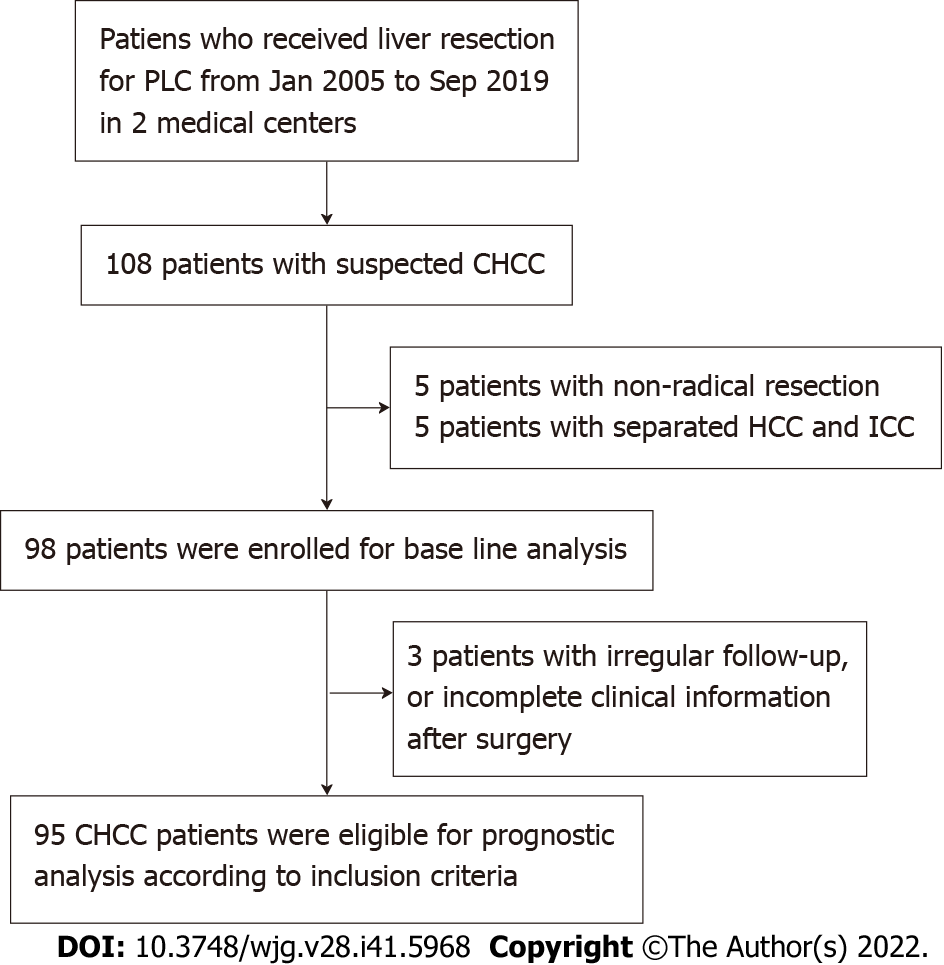 Patiens who received liver resection
for PLC from Jan 2005 to Sep 2019
in 2 medical centers
108 patients with suspected CHCC
5 patients with non-radical resection
5 patients with separated HCC and ICC
98 patients were enrolled for base line analysis
3 patients with irregular follow-up,
or incomplete clinical information
after surgery
95 CHCC patients were eligible for prognostic
analysis according to inclusion criteria
DOI: 10.3748/wjg.v28.i41.5968 Copyright ©The Author(s) 2022.